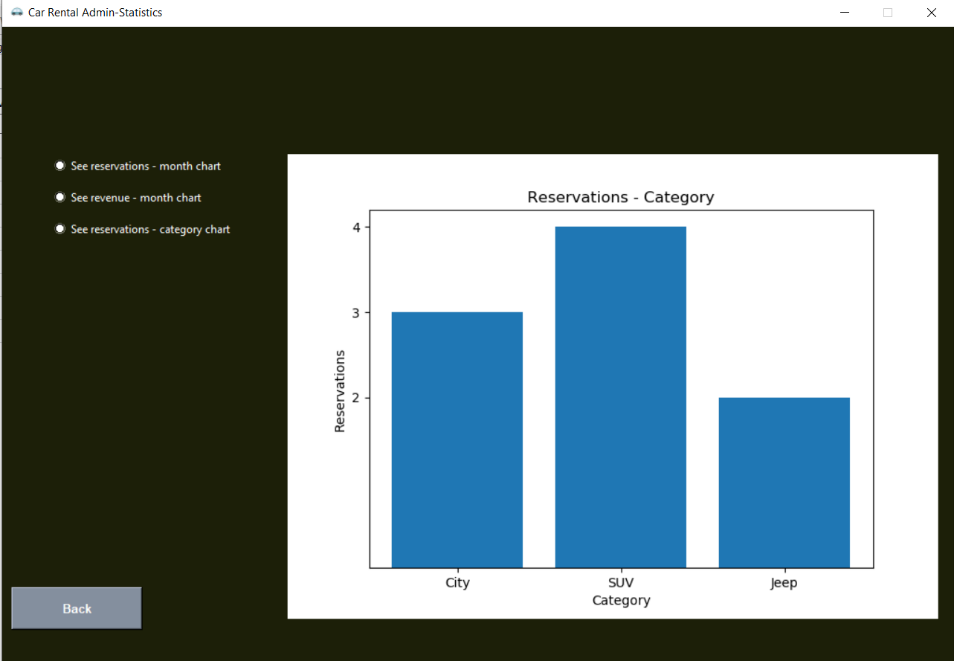 Car Rental Admin-Statistics
See reservations - month chart
See revenue - month chart
See reservations - category chart
Reservations - Category
4
3
2
Reservations
City SUV Jeep
Category
Back